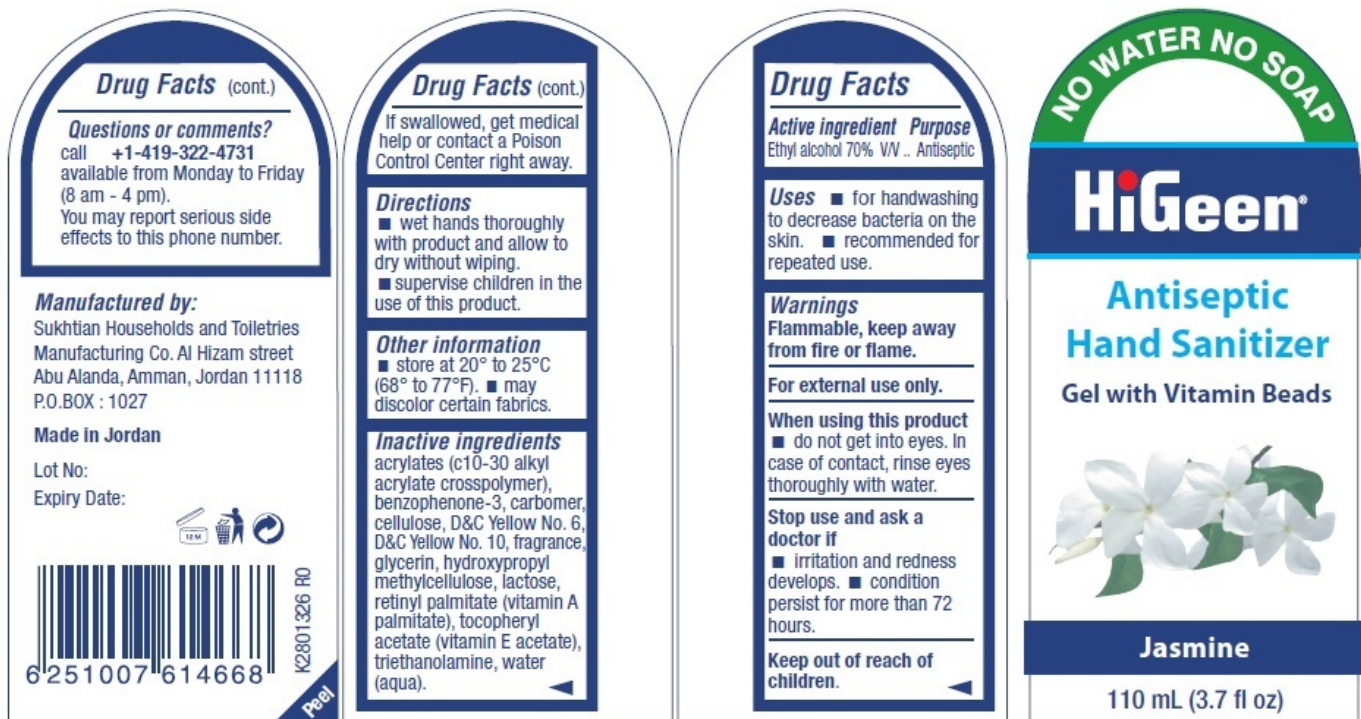 Drug Facts (cont.)
Questions or comments?
call +1-419-322-4731
available from Monday to Friday
(8 am - 4 pm).
You may report serious side
effects to this phone number.
Manufactured by:
Sukhtian Households and Toiletries
Manufacturing Co. Al Hizam street
Abu Alanda, Amman, Jordan 11118
P.O.BOX : 1027
Made in Jordan
Lot No:
Expiry Date:
12 M
6 251007 614668
K2801326 R0
Peel
Drug Facts (cont.)
If swallowed, get medical
help or contact a Poison
Control Center right away.
Directions
■ wet hands thoroughly
with product and allow to
dry without wiping.
■ supervise children in the
use of this product.
Other information
■ store at 20° to 25°C
(68° to 77°F). ■ may
discolor certain fabrics.
Inactive ingredients
acrylates (c10-30 alkyl
acrylate crosspolymer),
benzophenone-3, carbomer,
cellulose, D&C Yellow No. 6,
D&C Yellow No. 10, fragrance,
glycerin, hydroxypropyl
methylcellulose, lactose,
retinyl palmitate (vitamin A
palmitate), tocopheryl
acetate (vitamin E acetate),
triethanolamine, water
(aqua).
Drug Facts
Active ingredient Purpose
Ethyl alcohol 70% V/V .. Antiseptic
Uses ■ for handwashing
to decrease bacteria on the
skin. ■ recommended for
repeated use.
Warnings
Flammable, keep away
from fire or flame.
For external use only.
When using this product
■ do not get into eyes. In
case of contact, rinse eyes
thoroughly with water.
Stop use and ask a
doctor if
■ irritation and redness
develops. ■ condition
persist for more than 72
hours.
Keep out of reach of
children.
NO WATER NO SOAP
HiGeen®
Antiseptic
Hand Sanitizer
Gel with Vitamin Beads
Jasmine
110 mL (3.7 fl oz)